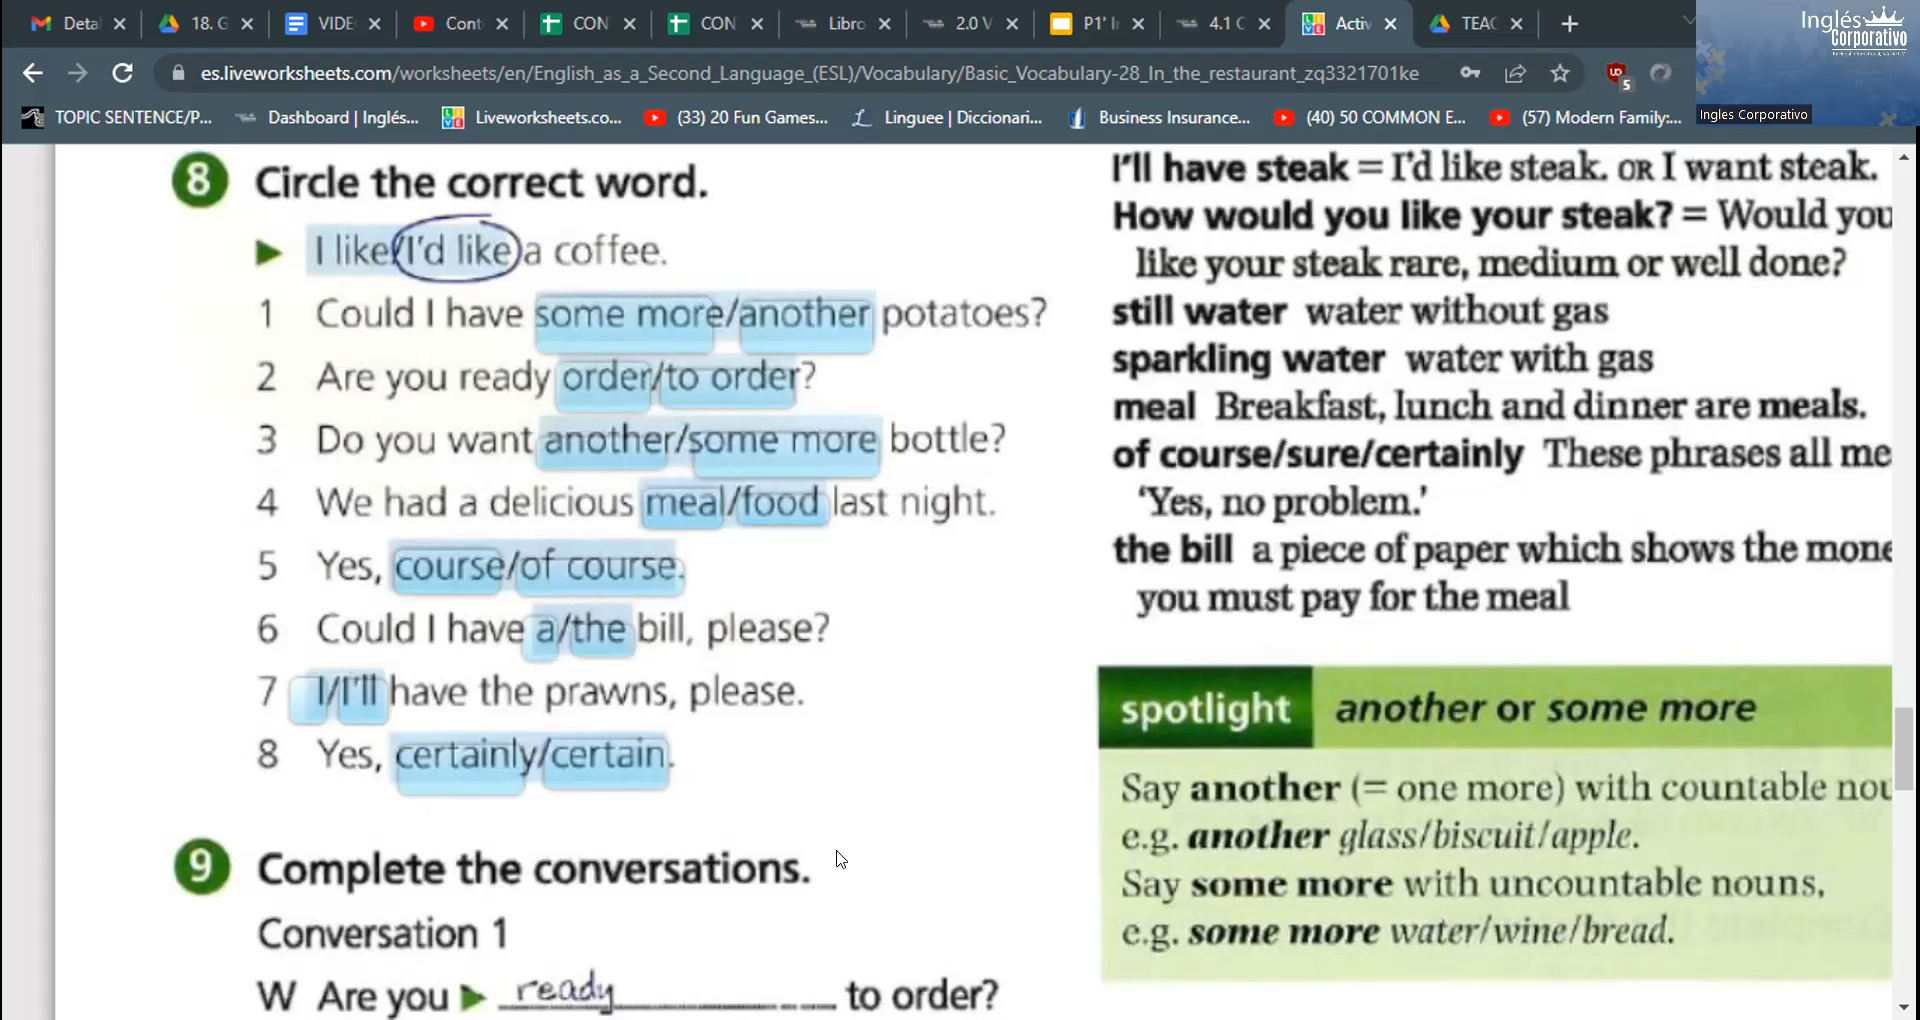 Detai
18. G
VIDE
Cont
CON
CON
Libro
2.0 V
P1' Ir
4.1 C
Activ
TEAC
Inglés
Corporativo
es.liveworksheets.com/worksheets/en/English_as_a_Second_Language_(ESL)/Vocabulary/Basic_Vocabulary-28_In_the_restaurant_zq3321701ke
5
Ingles Corporativo
TOPIC SENTENCE/P...
Dashboard | Inglés...
Liveworksheets.co...
(33) 20 Fun Games...
Linguee | Diccionari...
Business Insurance...
(40) 50 COMMON E...
(57) Modern Family:...
8 Circle the correct word.
I like/I'd like a coffee.
1 Could I have some more/another potatoes?
2 Are you ready order/to order?
3 Do you want another/some more bottle?
4 We had a delicious meal/food last night.
5 Yes, course/of course.
6 Could I have a/the bill, please?
7 I/I'll have the prawns, please.
8 Yes, certainly/certain.
9 Complete the conversations.
Conversation 1
W Are you ready to order?
I'll have steak = I'd like steak. OR I want steak.
How would you like your steak? = Would you
like your steak rare, medium or well done?
still water water without gas
sparkling water water with gas
meal Breakfast, lunch and dinner are meals.
of course/sure/certainly These phrases all me
'Yes, no problem.'
the bill a piece of paper which shows the mone
you must pay for the meal
spotlight another or some more
Say another (= one more) with countable nou
e.g. another glass/biscuit/apple.
Say some more with uncountable nouns,
e.g. some more water/wine/bread.